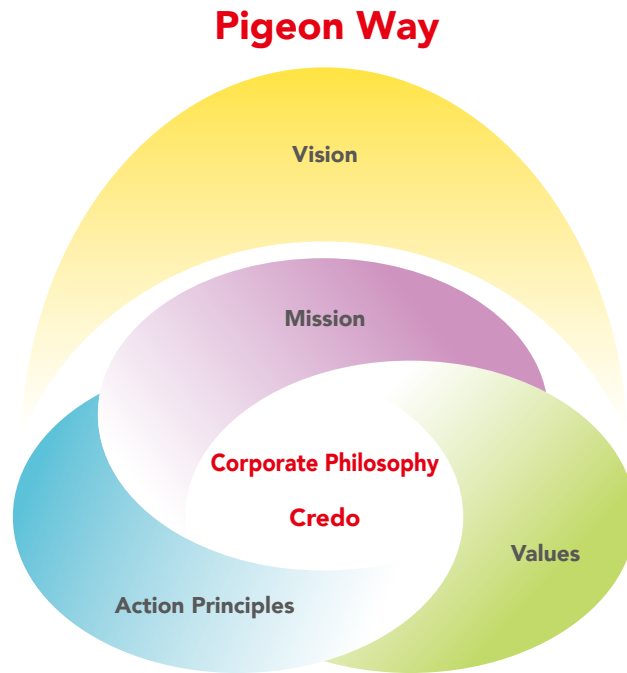 Pigeon Way
Vision
Mission
Corporate Philosophy
Credo
Values
Action Principles